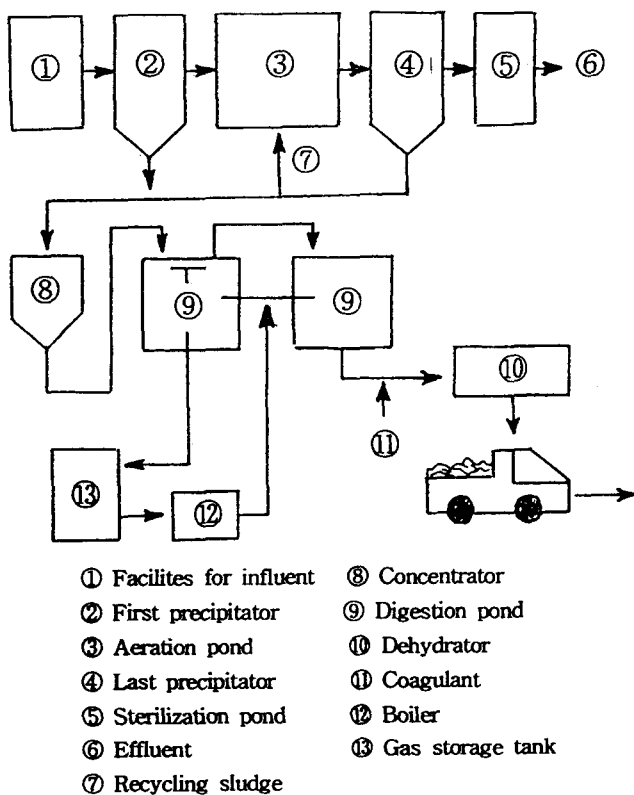 ①
②
③
④
⑤
⑥
⑦
⑧
⑨
⑨
⑩
⑪
⑬
⑫
① Facilites for influent
② First precipitator
③ Aeration pond
④ Last precipitator
⑤ Sterilization pond
⑥ Effluent
⑦ Recycling sludge
⑧ Concentrator
⑨ Digestion pond
⑩ Dehydrator
⑪ Coagulant
⑫ Boiler
⑬ Gas storage tank